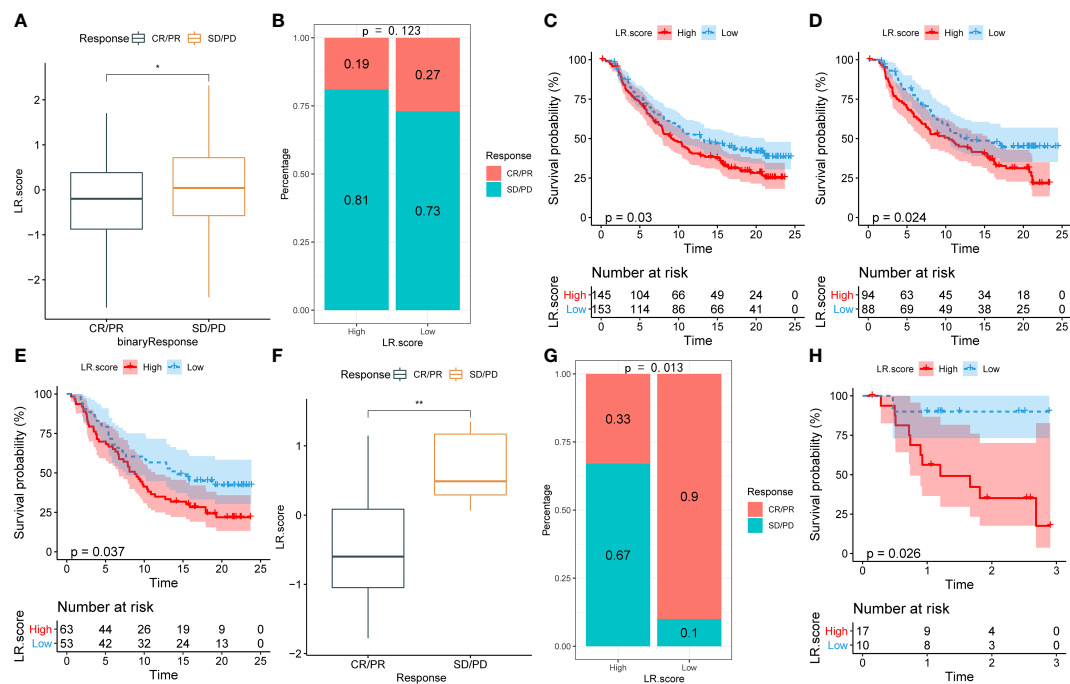 A
Response CR/PR SD/PD
*
LR.score
2
0
−1
−2
CR/PR SD/PD
binaryResponse
B
p = 0.123
Percentage
1.00
0.75
0.50
0.25
0.00
0.19 0.27
0.81 0.73
High Low
LR.score
Response
CR/PR
SD/PD
C
LR.score High Low
Survival probability (%)
100
75
50
25
0
p = 0.03
0 5 10 15 20 25
Time
Number at risk
LR.score
High 145 104 66 49 24 0
Low 153 114 86 66 41 0
0 5 10 15 20 25
Time
D
LR.score High Low
Survival probability (%)
100
75
50
25
0
p = 0.024
0 5 10 15 20 25
Time
Number at risk
LR.score
High 94 63 45 34 18 0
Low 88 69 49 38 25 0
0 5 10 15 20 25
Time
E
LR.score High Low
Survival probability (%)
100
75
50
25
0
p = 0.037
0 5 10 15 20 25
Time
Number at risk
LR.score
High 63 44 26 19 9 0
Low 53 42 32 24 13 0
0 5 10 15 20 25
Time
F
Response CR/PR SD/PD
**
LR.score
1
0
−1
−2
CR/PR SD/PD
Response
G
p = 0.013
Percentage
1.00
0.75
0.50
0.25
0.00
0.33 0.9
0.67 0.1
High Low
LR.score
Response
CR/PR
SD/PD
H
LR.score High Low
Survival probability (%)
100
75
50
25
0
p = 0.026
0 1 2 3
Time
Number at risk
LR.score
High 17 9 4 0
Low 10 8 3 0
0 1 2 3
Time